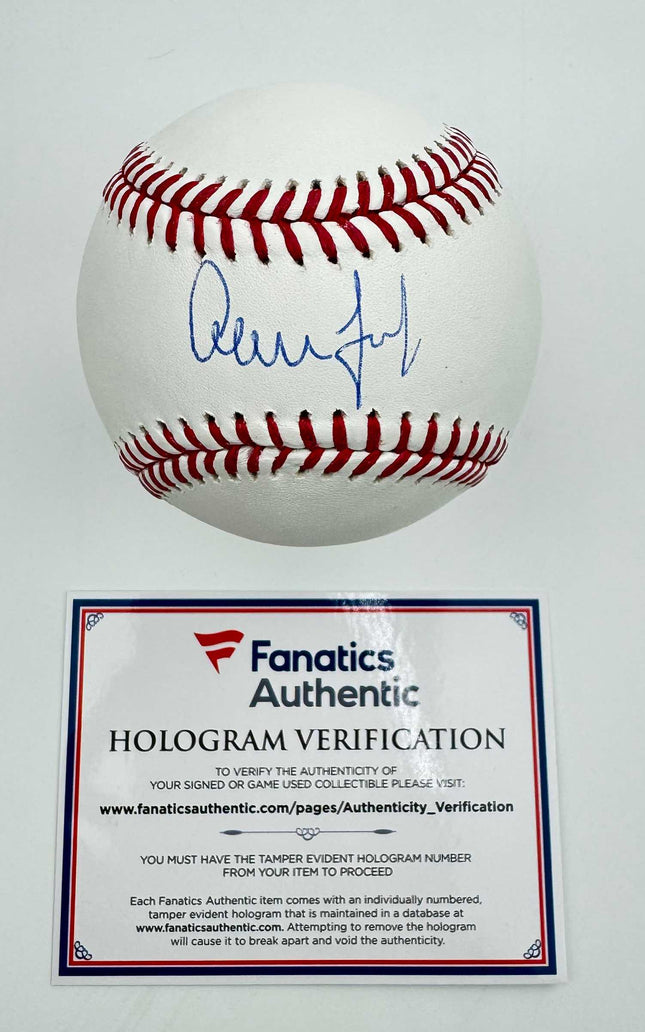 Fanatics
Authentic
HOLOGRAM VERIFICATION
TO VERIFY THE AUTHENTICITY OF
YOUR SIGNED OR GAME USED COLLECTIBLE PLEASE VISIT:
www.fanaticsauthentic.com/pages/Authenticity_Verification
YOU MUST HAVE THE TAMPER EVIDENT HOLOGRAM NUMBER
FROM YOUR ITEM TO PROCEED
Each Fanatics Authentic item comes with an individually numbered,
tamper evident hologram that is maintained in a database at
www.fanaticsauthentic.com. Attempting to remove the hologram
will cause it to break apart and void the authenticity.